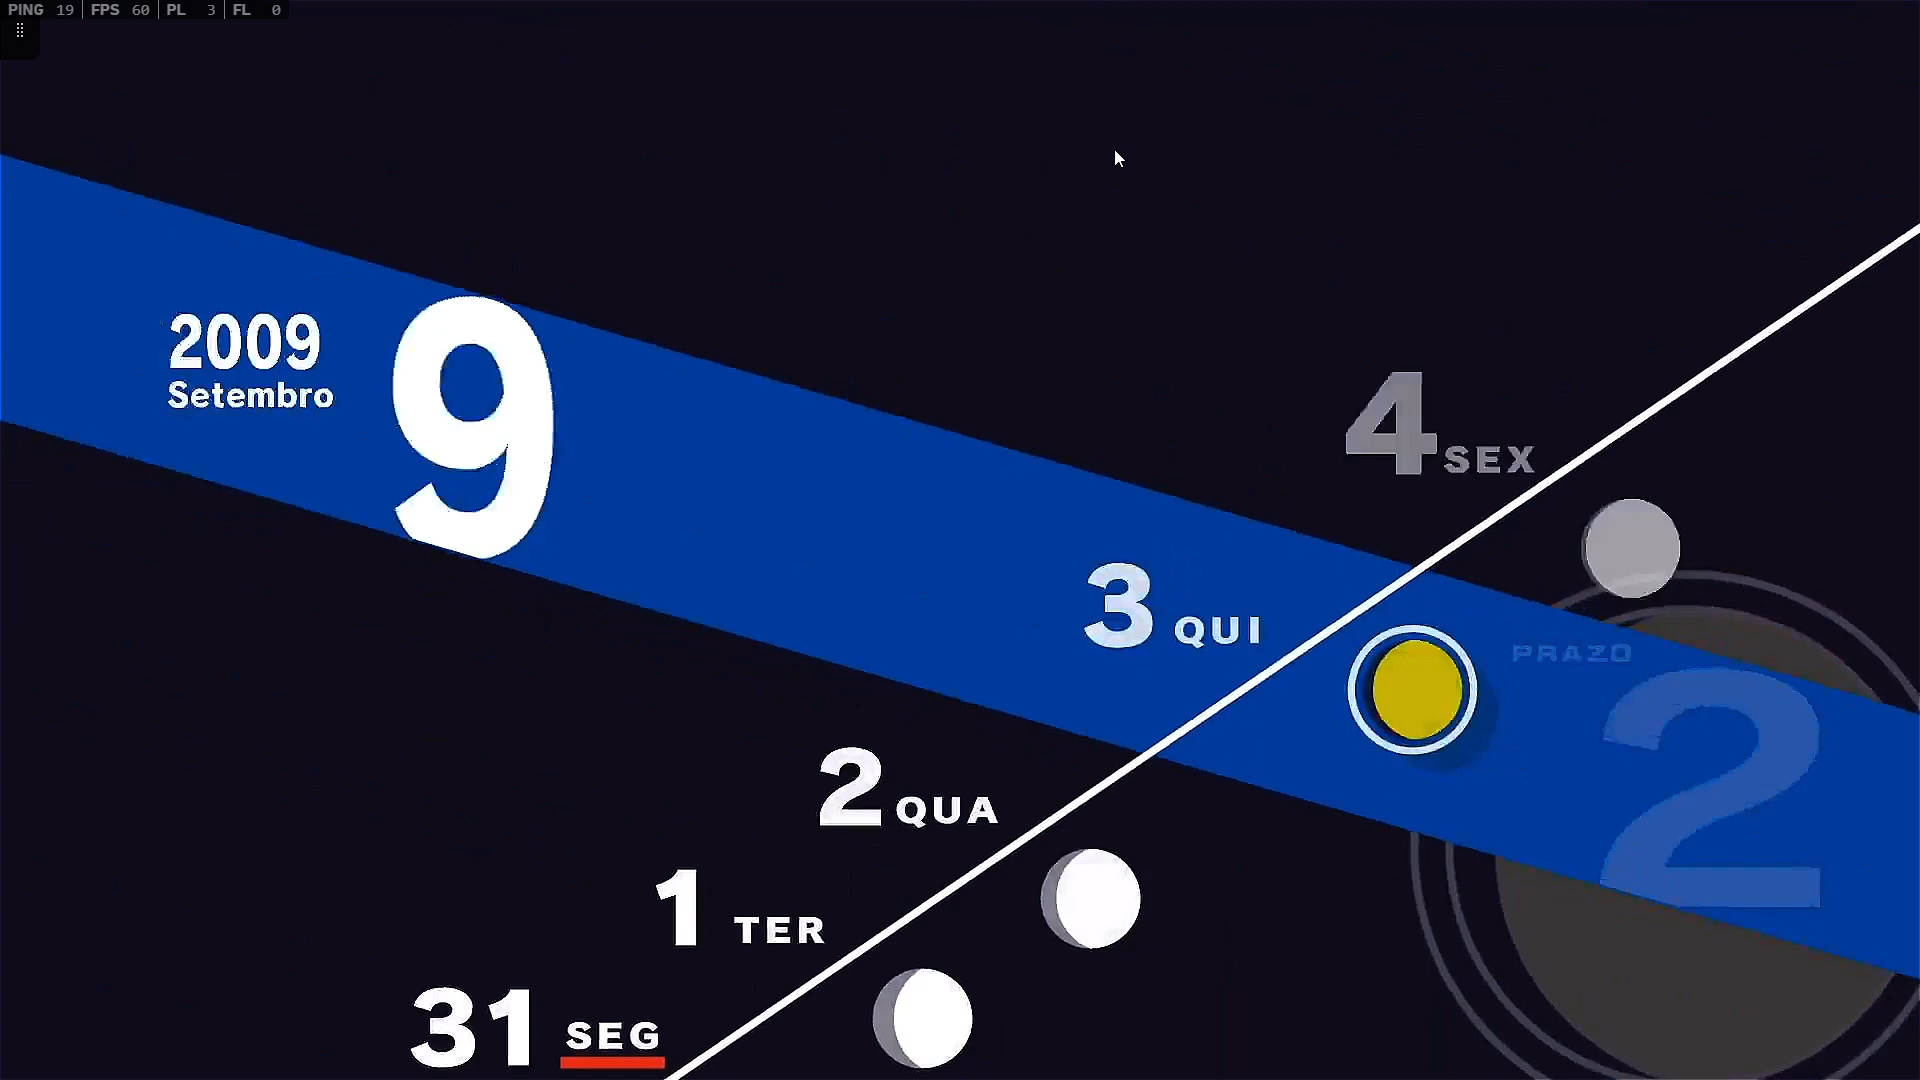 PING 19 FPS 60 PL 3 FL 0
2009
Setembro
9
4 SEX
3 QUI
PRAZO
2
2 QUA
1 TER
31 SEG